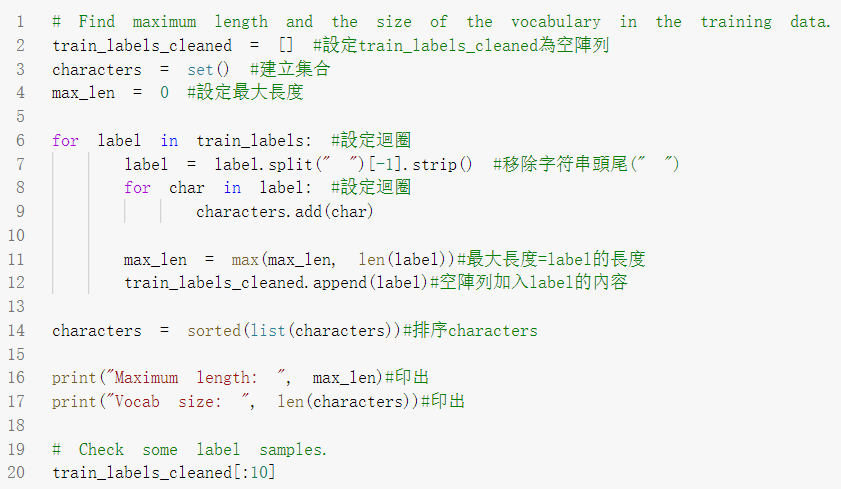 1 # Find maximum length and the size of the vocabulary in the training data.
2 train_labels_cleaned = [] #設定train_labels_cleaned為空陣列
3 characters = set() #建立集合
4 max_len = 0 #設定最大長度
5
6 for label in train_labels: #設定迴圈
7 label = label.split(" ")[-1].strip() #移除字符串頭尾(" ")
8 for char in label: #設定迴圈
9 characters.add(char)
10
11 max_len = max(max_len, len(label))#最大長度=label的長度
12 train_labels_cleaned.append(label)#空陣列加入label的內容
13
14 characters = sorted(list(characters))#排序characters
15
16 print("Maximum length: ", max_len)#印出
17 print("Vocab size: ", len(characters))#印出
18
19 # Check some label samples.
20 train_labels_cleaned[:10]